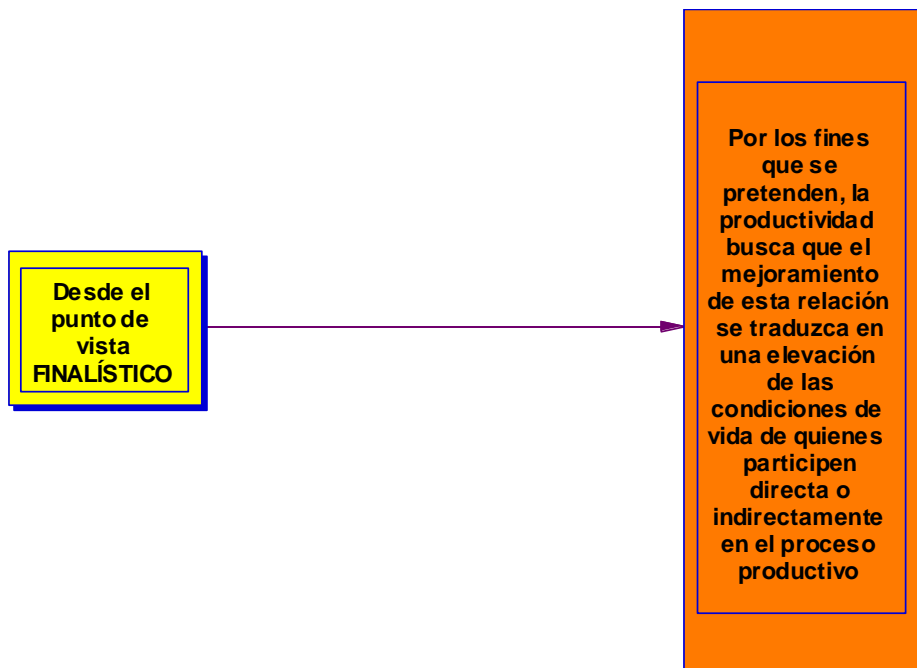 Desde el
punto de
vista
FINALÍSTICO
Por los fines
que se
pretenden, la
productividad
busca que el
mejoramiento
de esta relación
se traduzca en
una elevación
de las
condiciones de
vida de quienes
participen
directa o
indirectamente
en el proceso
productivo